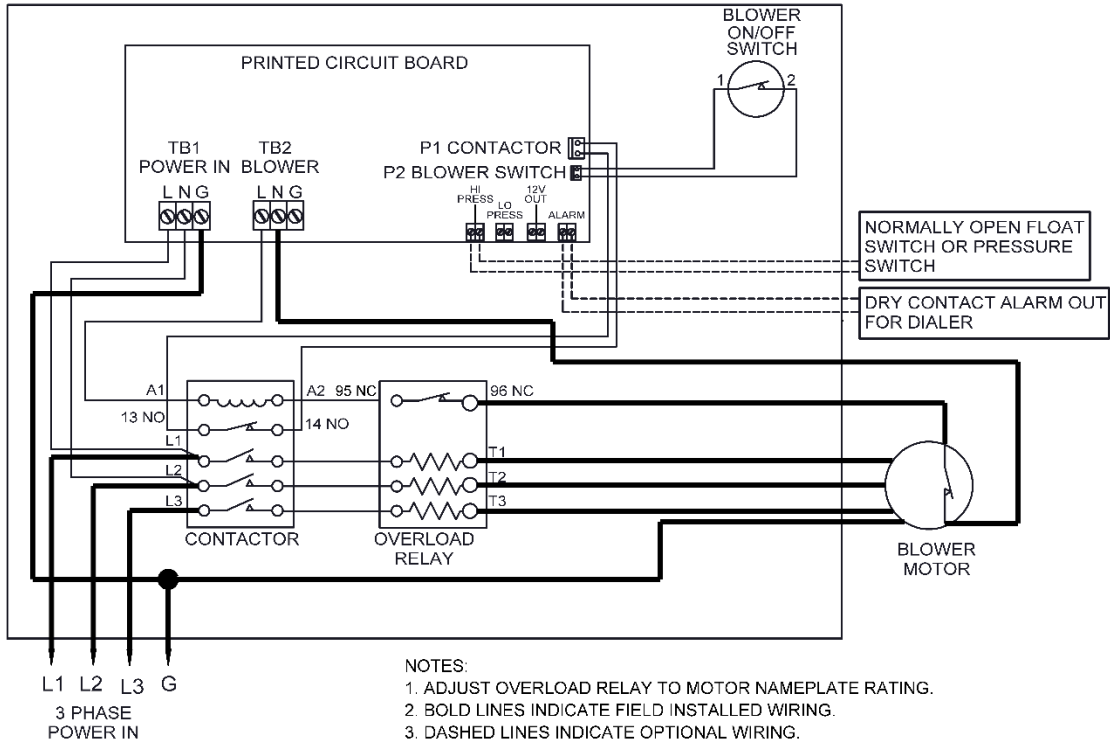 BLOWER
ON/OFF
SWITCH
1 2
PRINTED CIRCUIT BOARD
TB1
POWER IN
L N G
TB2
BLOWER
L N G
P1 CONTACTOR
P2 BLOWER SWITCH
HI
PRESS
LO
PRESS
12V
OUT
ALARM
NORMALLY OPEN FLOAT
SWITCH OR PRESSURE
SWITCH
DRY CONTACT ALARM OUT
FOR DIALER
A1 A2 95 NC 96 NC
13 NO 14 NO
L1 T1
L2 T2
L3 T3
CONTACTOR
OVERLOAD
RELAY
BLOWER
MOTOR
L1 L2 L3 G
3 PHASE
POWER IN
NOTES:
1. ADJUST OVERLOAD RELAY TO MOTOR NAMEPLATE RATING.
2. BOLD LINES INDICATE FIELD INSTALLED WIRING.
3. DASHED LINES INDICATE OPTIONAL WIRING.